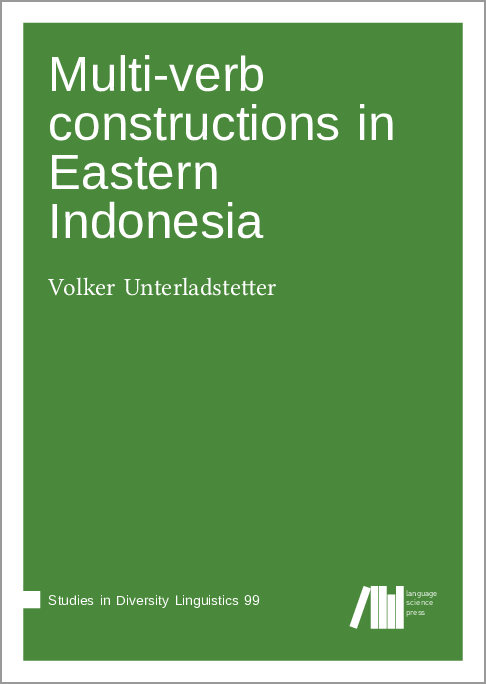 Multi-verb
constructions in
Eastern
Indonesia
Volker Unterladstetter
Studies in Diversity Linguistics 99
language
science
press